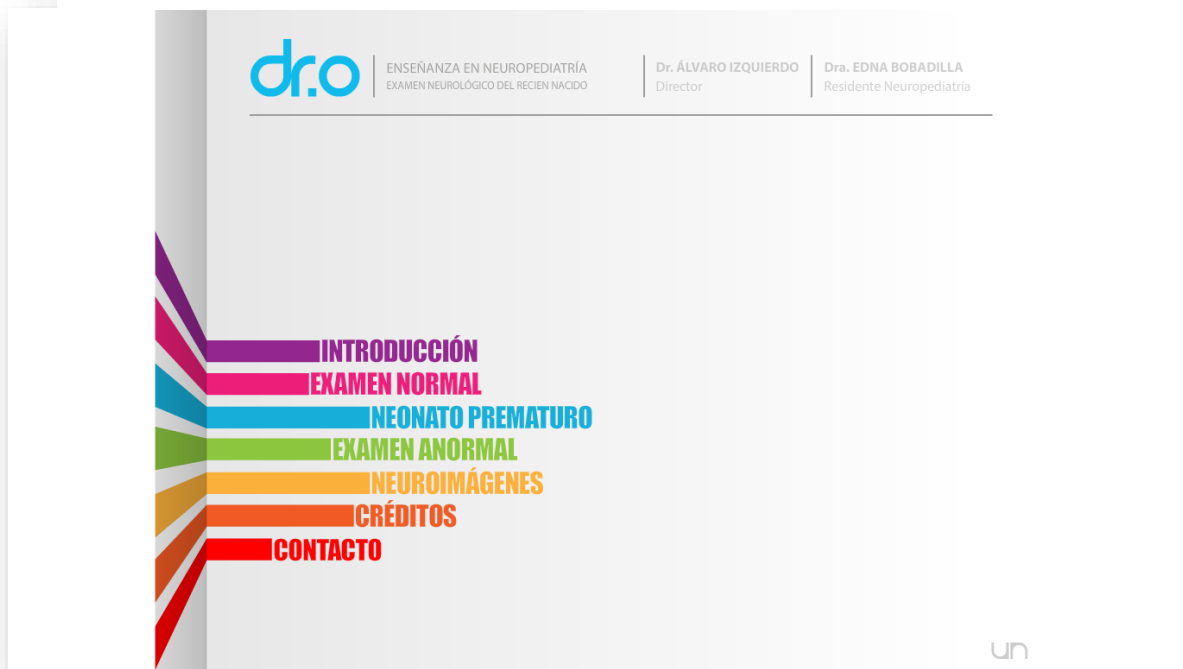 dr.o
ENSEÑANZA EN NEUROPEDIATRÍA
EXAMEN NEUROLÓGICO DEL RECIEN NACIDO
Dr. ÁLVARO IZQUIERDO
Director
Dra. EDNA BOBADILLA
Residente Neuropediatría
INTRODUCCIÓN
EXAMEN NORMAL
NEONATO PREMATURO
EXAMEN ANORMAL
NEUROIMÁGENES
CRÉDITOS
CONTACTO
un